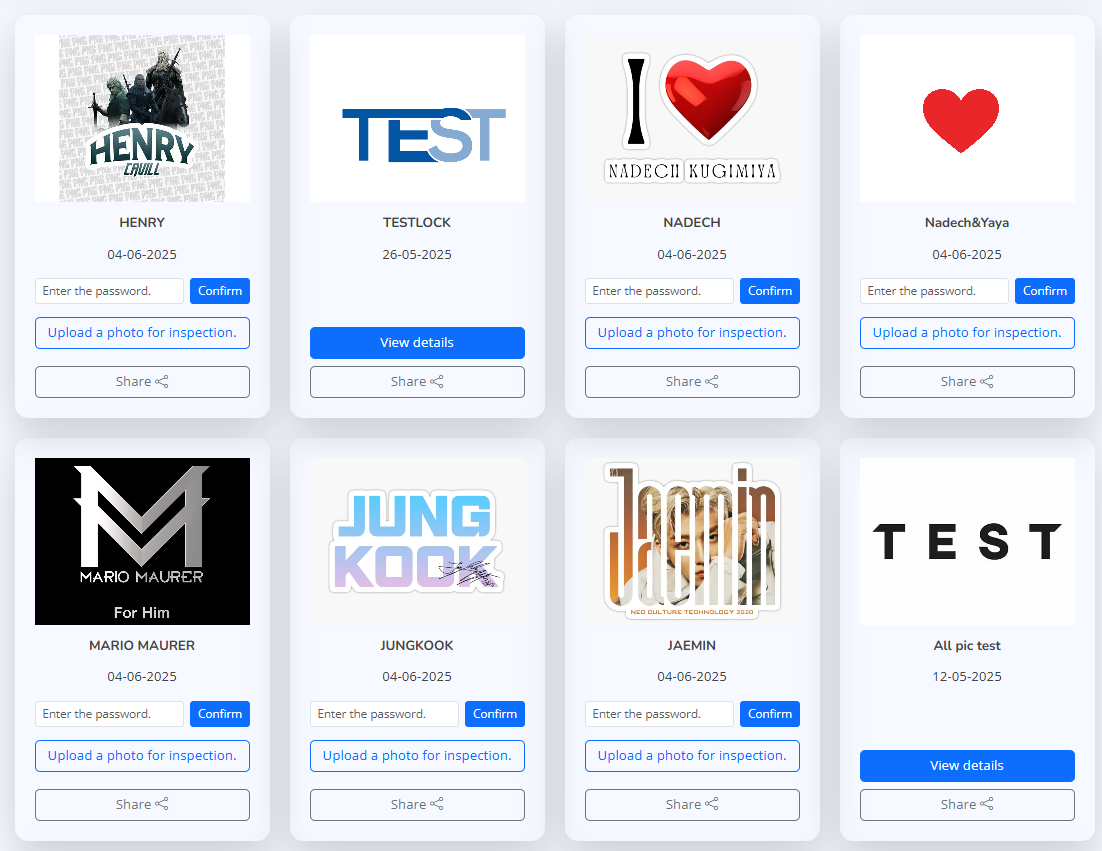 HENRY
CAVILL
HENRY
04-06-2025
Enter the password. Confirm
Upload a photo for inspection.
Share
TEST
TESTLOCK
26-05-2025
View details
Share
I
NADECH KUGIMIYA
NADECH
04-06-2025
Enter the password. Confirm
Upload a photo for inspection.
Share
Nadech&Yaya
04-06-2025
Enter the password. Confirm
Upload a photo for inspection.
Share
M
MARIO MAURER
For Him
MARIO MAURER
04-06-2025
Enter the password. Confirm
Upload a photo for inspection.
Share
JUNG
KOOK
JUNGKOOK
04-06-2025
Enter the password. Confirm
Upload a photo for inspection.
Share
Jaemin
Jaemin
NEO CULTURE TECHNOLOGY 2020
JAEMIN
04-06-2025
Enter the password. Confirm
Upload a photo for inspection.
Share
TEST
All pic test
12-05-2025
View details
Share